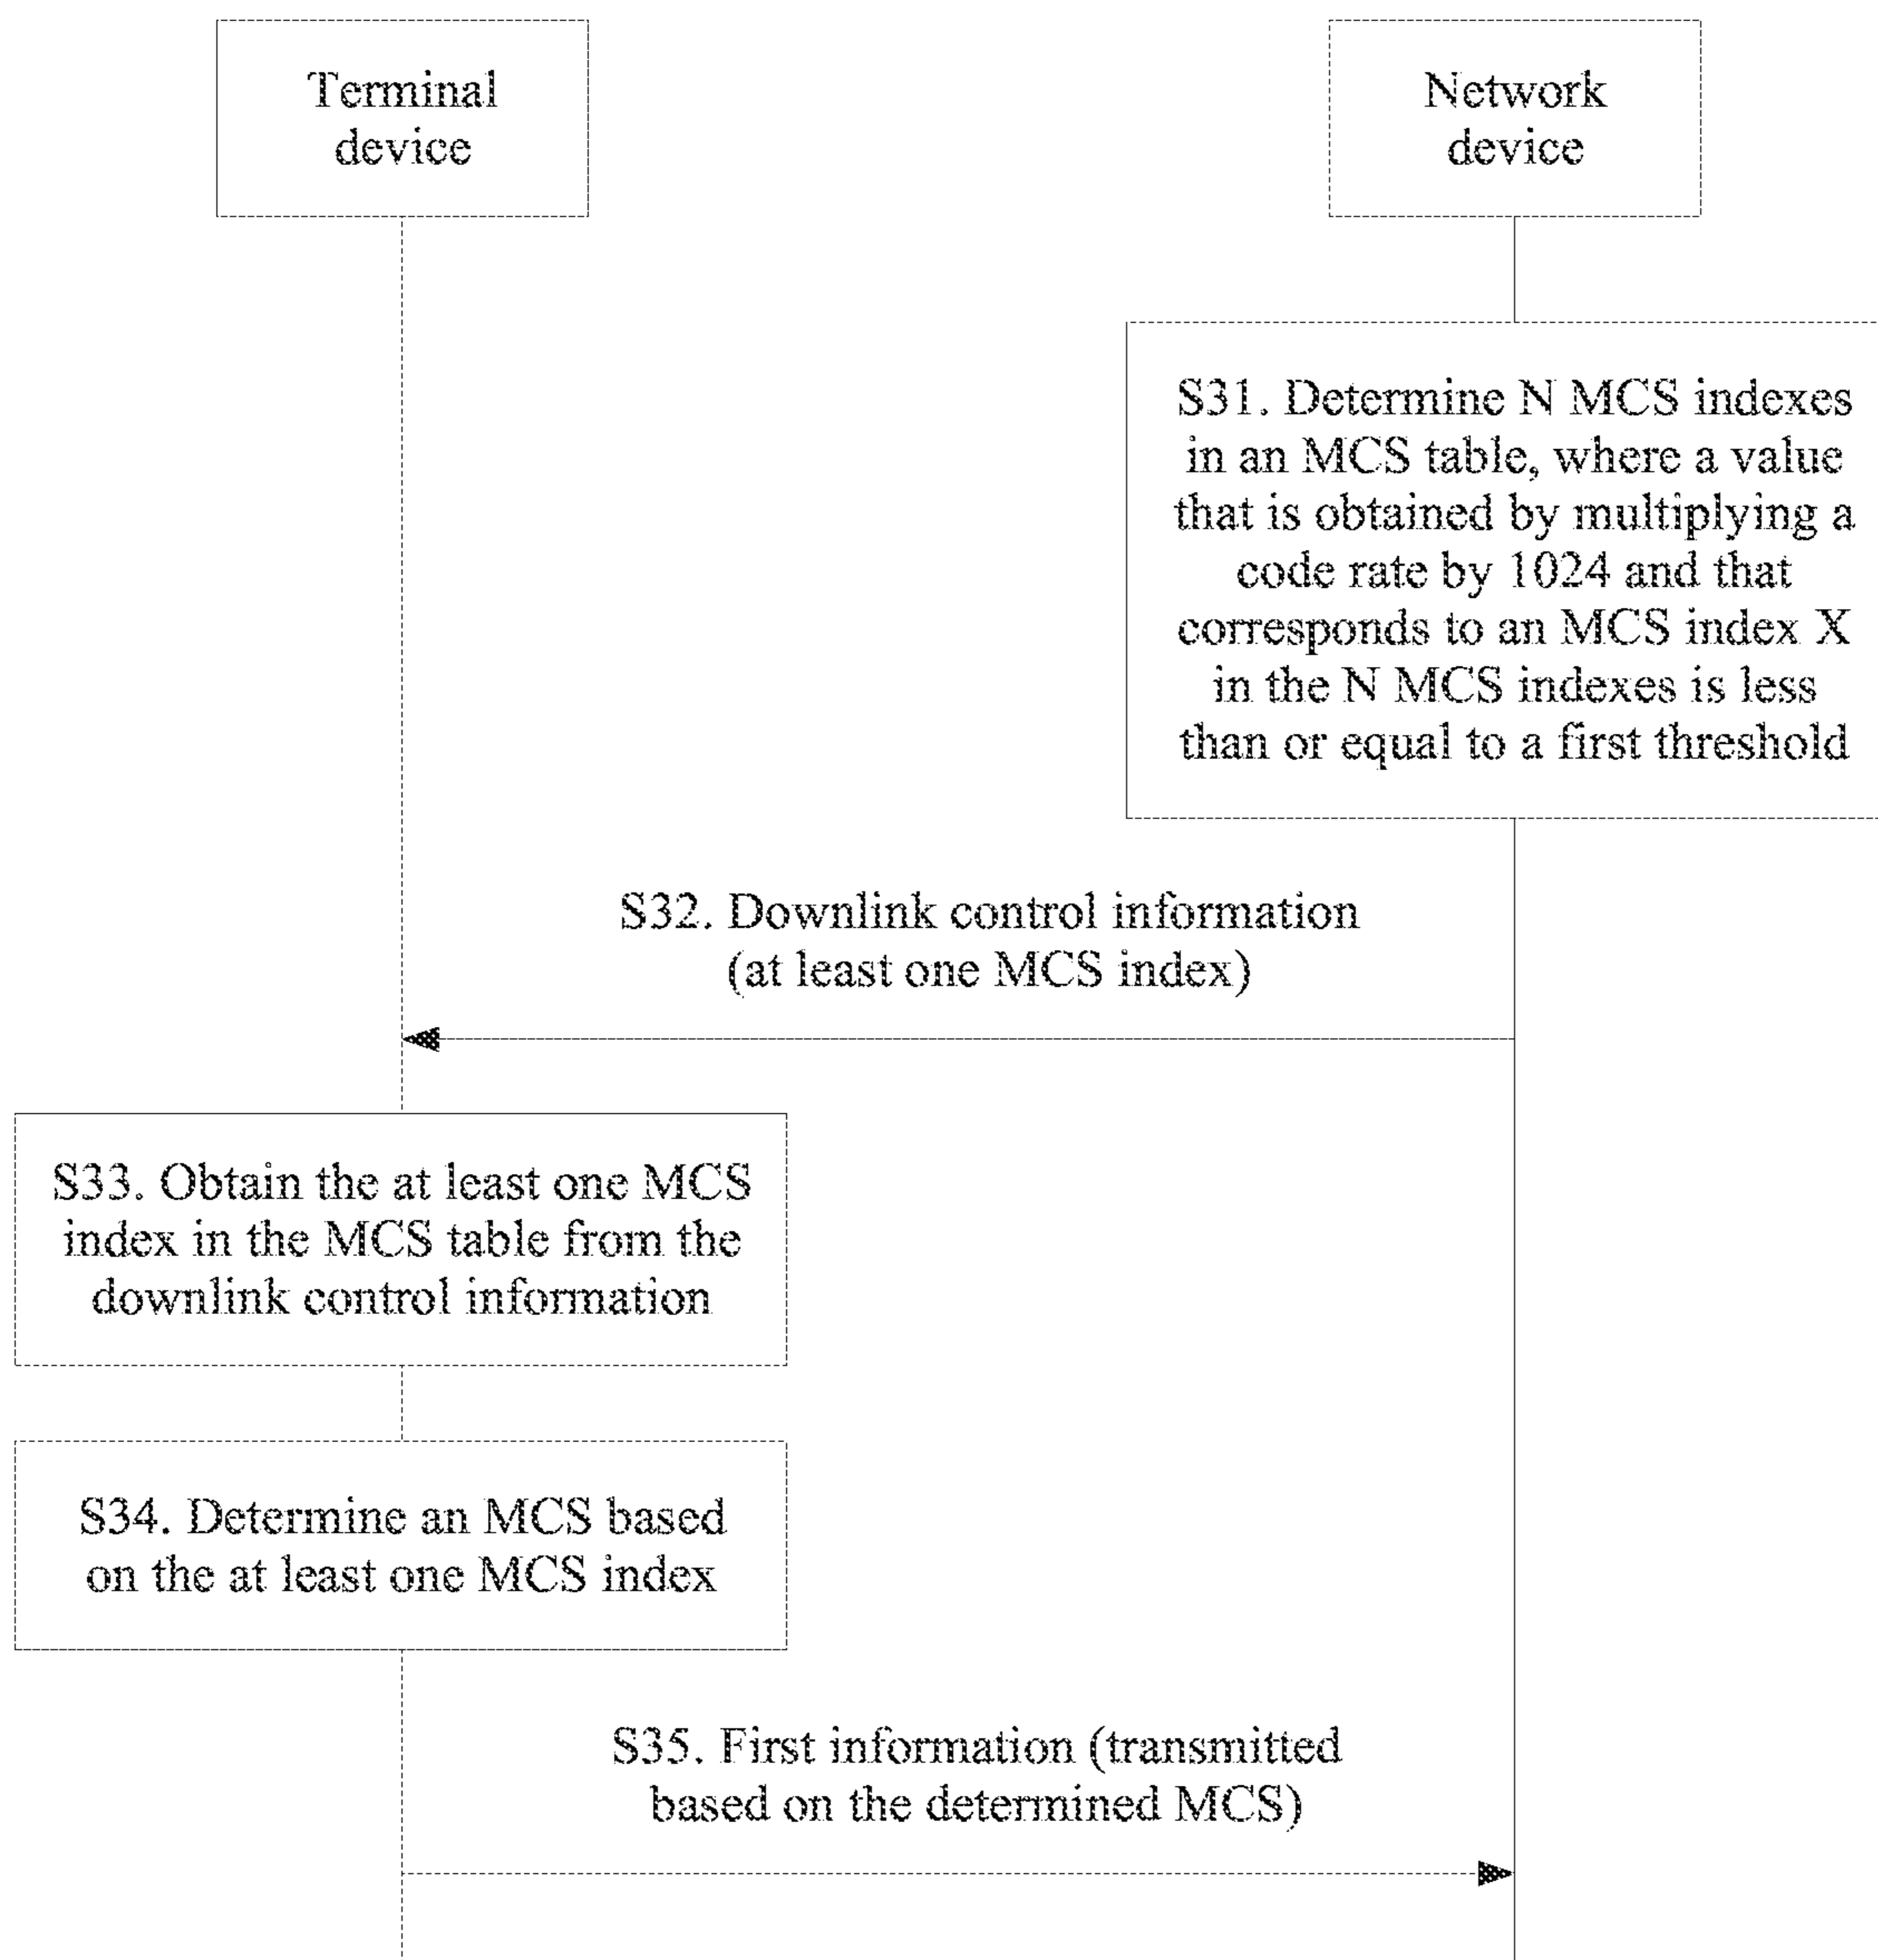 Terminal
device
Network
device
S31. Determine N MCS indexes
in an MCS table, where a value
that is obtained by multiplying a
code rate by 1024 and that
corresponds to an MCS index X
in the N MCS indexes is less
than or equal to a first threshold
S32. Downlink control information
(at least one MCS index)
S33. Obtain the at least one MCS
index in the MCS table from the
downlink control information
S34. Determine an MCS based
on the at least one MCS index
S35. First information (transmitted
based on the determined MCS)